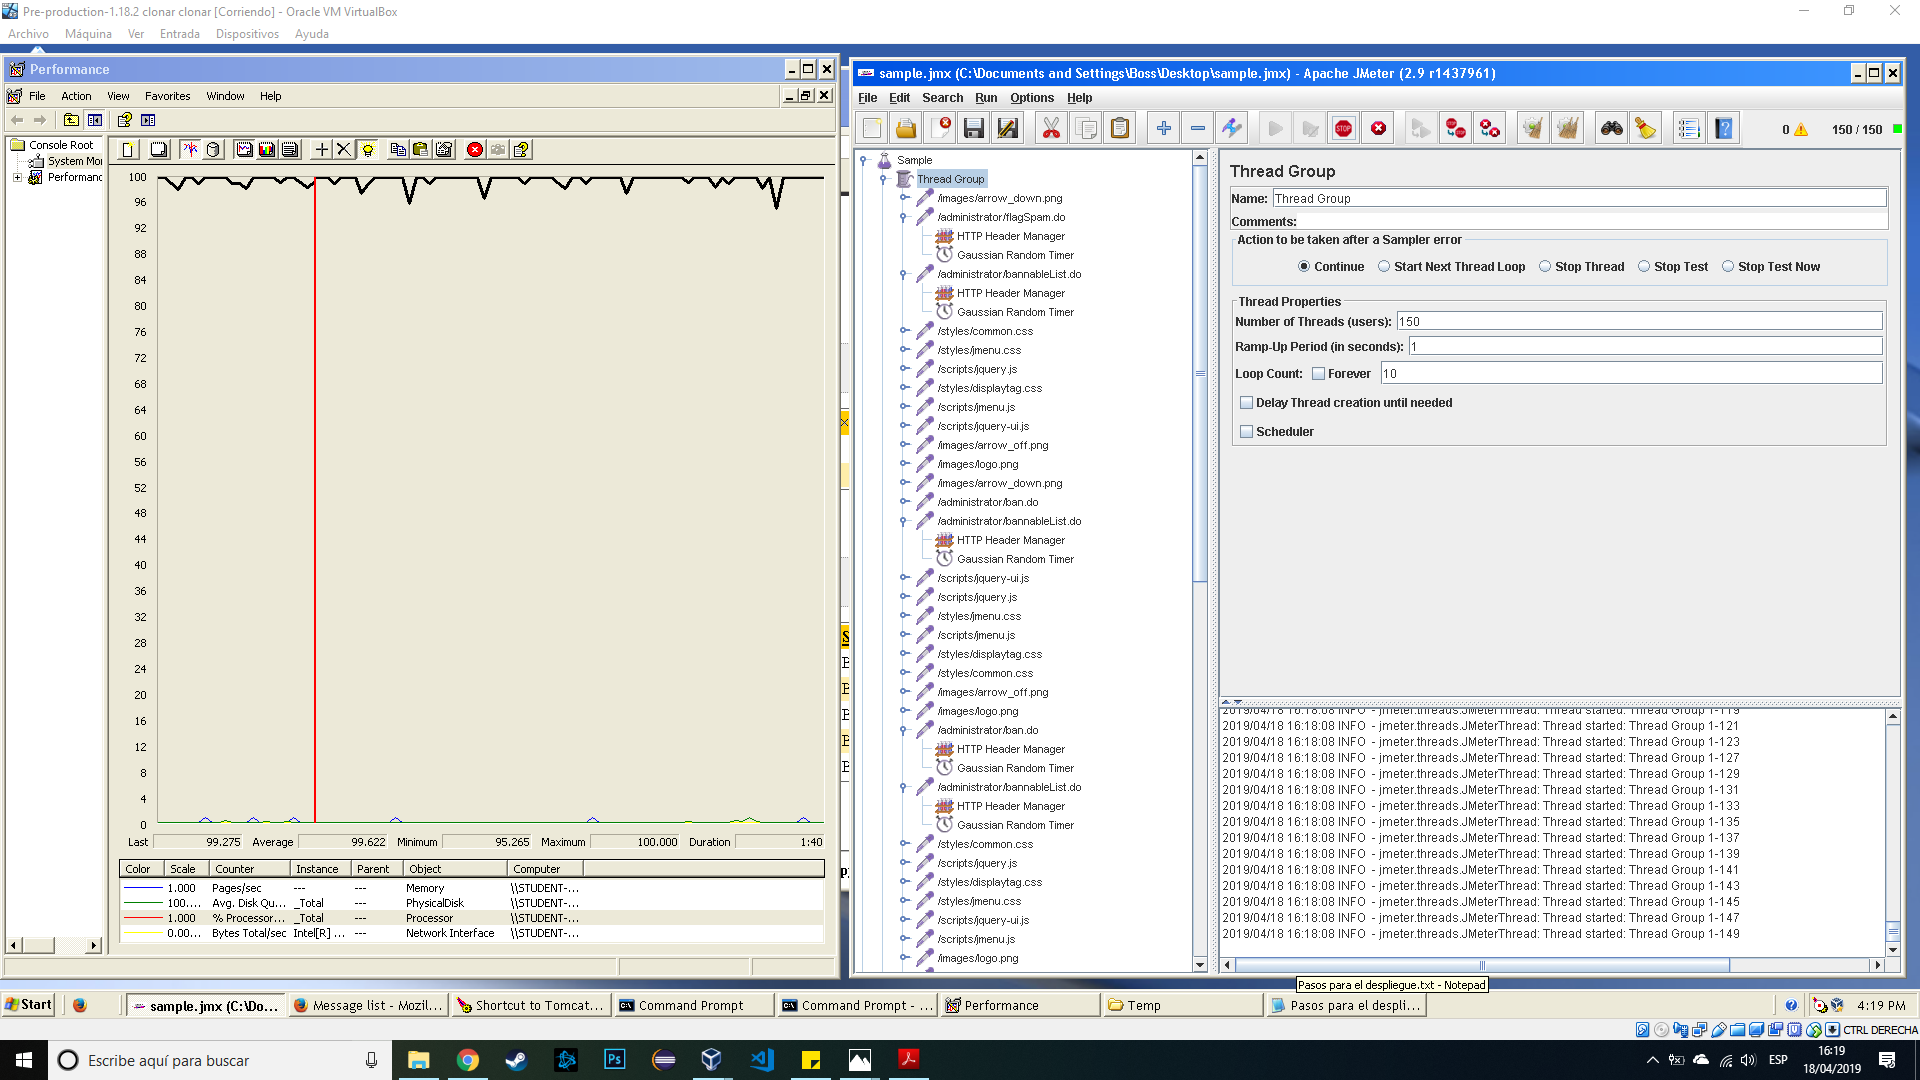 Pre-production-1.18.2 clonar clonar [Corriendo] - Oracle VM VirtualBox
Archivo Máquina Ver Entrada Dispositivos Ayuda
Performance
File Action View Favorites Window Help
Console Root
System Mo
Performanc
100
96
92
88
84
80
76
72
68
64
60
56
52
48
44
40
36
32
28
24
20
16
12
8
4
0
Last 99.275 Average 99.622 Minimum 95.265 Maximum 100.000 Duration 1:40
Color Scale Counter Instance Parent Object Computer
1.000 Pages/sec --- --- Memory \\STUDENT-...
100.... Avg. Disk Qu... _Total --- PhysicalDisk \\STUDENT-...
1.000 % Processor... _Total --- Processor \\STUDENT-...
0.00... Bytes Total/sec Intel[R] ... --- Network Interface \\STUDENT-...
sample.jmx (C:\Documents and Settings\Boss\Desktop\sample.jmx) - Apache JMeter (2.9 r1437961)
File Edit Search Run Options Help
0 150 / 150
Sample
Thread Group
/images/arrow_down.png
/administrator/flagSpam.do
HTTP Header Manager
Gaussian Random Timer
/administrator/bannableList.do
HTTP Header Manager
Gaussian Random Timer
/styles/common.css
/styles/jmenu.css
/scripts/jquery.js
/styles/displaytag.css
/scripts/jmenu.js
/scripts/jquery-ui.js
/images/arrow_off.png
/images/logo.png
/images/arrow_down.png
/administrator/ban.do
/administrator/bannableList.do
HTTP Header Manager
Gaussian Random Timer
/scripts/jquery-ui.js
/scripts/jquery.js
/styles/jmenu.css
/scripts/jmenu.js
/styles/displaytag.css
/styles/common.css
/images/arrow_off.png
/images/logo.png
/administrator/ban.do
HTTP Header Manager
Gaussian Random Timer
/administrator/bannableList.do
HTTP Header Manager
Gaussian Random Timer
/styles/common.css
/scripts/jquery.js
/styles/displaytag.css
/styles/jmenu.css
/scripts/jquery-ui.js
/scripts/jmenu.js
/images/logo.png
Thread Group
Name: Thread Group
Comments:
Action to be taken after a Sampler error
Continue Start Next Thread Loop Stop Thread Stop Test Stop Test Now
Thread Properties
Number of Threads (users): 150
Ramp-Up Period (in seconds): 1
Loop Count: Forever 10
Delay Thread creation until needed
Scheduler
2019/04/18 16:18:08 INFO - jmeter.threads.JMeterThread: Thread started: Thread Group 1-119
2019/04/18 16:18:08 INFO - jmeter.threads.JMeterThread: Thread started: Thread Group 1-121
2019/04/18 16:18:08 INFO - jmeter.threads.JMeterThread: Thread started: Thread Group 1-123
2019/04/18 16:18:08 INFO - jmeter.threads.JMeterThread: Thread started: Thread Group 1-127
2019/04/18 16:18:08 INFO - jmeter.threads.JMeterThread: Thread started: Thread Group 1-129
2019/04/18 16:18:08 INFO - jmeter.threads.JMeterThread: Thread started: Thread Group 1-131
2019/04/18 16:18:08 INFO - jmeter.threads.JMeterThread: Thread started: Thread Group 1-133
2019/04/18 16:18:08 INFO - jmeter.threads.JMeterThread: Thread started: Thread Group 1-135
2019/04/18 16:18:08 INFO - jmeter.threads.JMeterThread: Thread started: Thread Group 1-137
2019/04/18 16:18:08 INFO - jmeter.threads.JMeterThread: Thread started: Thread Group 1-139
2019/04/18 16:18:08 INFO - jmeter.threads.JMeterThread: Thread started: Thread Group 1-141
2019/04/18 16:18:08 INFO - jmeter.threads.JMeterThread: Thread started: Thread Group 1-143
2019/04/18 16:18:08 INFO - jmeter.threads.JMeterThread: Thread started: Thread Group 1-145
2019/04/18 16:18:08 INFO - jmeter.threads.JMeterThread: Thread started: Thread Group 1-147
2019/04/18 16:18:08 INFO - jmeter.threads.JMeterThread: Thread started: Thread Group 1-149
Pasos para el despliegue.txt - Notepad
Start sample.jmx (C:\Do... Message list - Mozil... Shortcut to Tomcat... Command Prompt Command Prompt - ... Performance Temp Pasos para el despli... 4:19 PM
CTRL DERECHA
Escribe aquí para buscar
ESP
16:19
18/04/2019